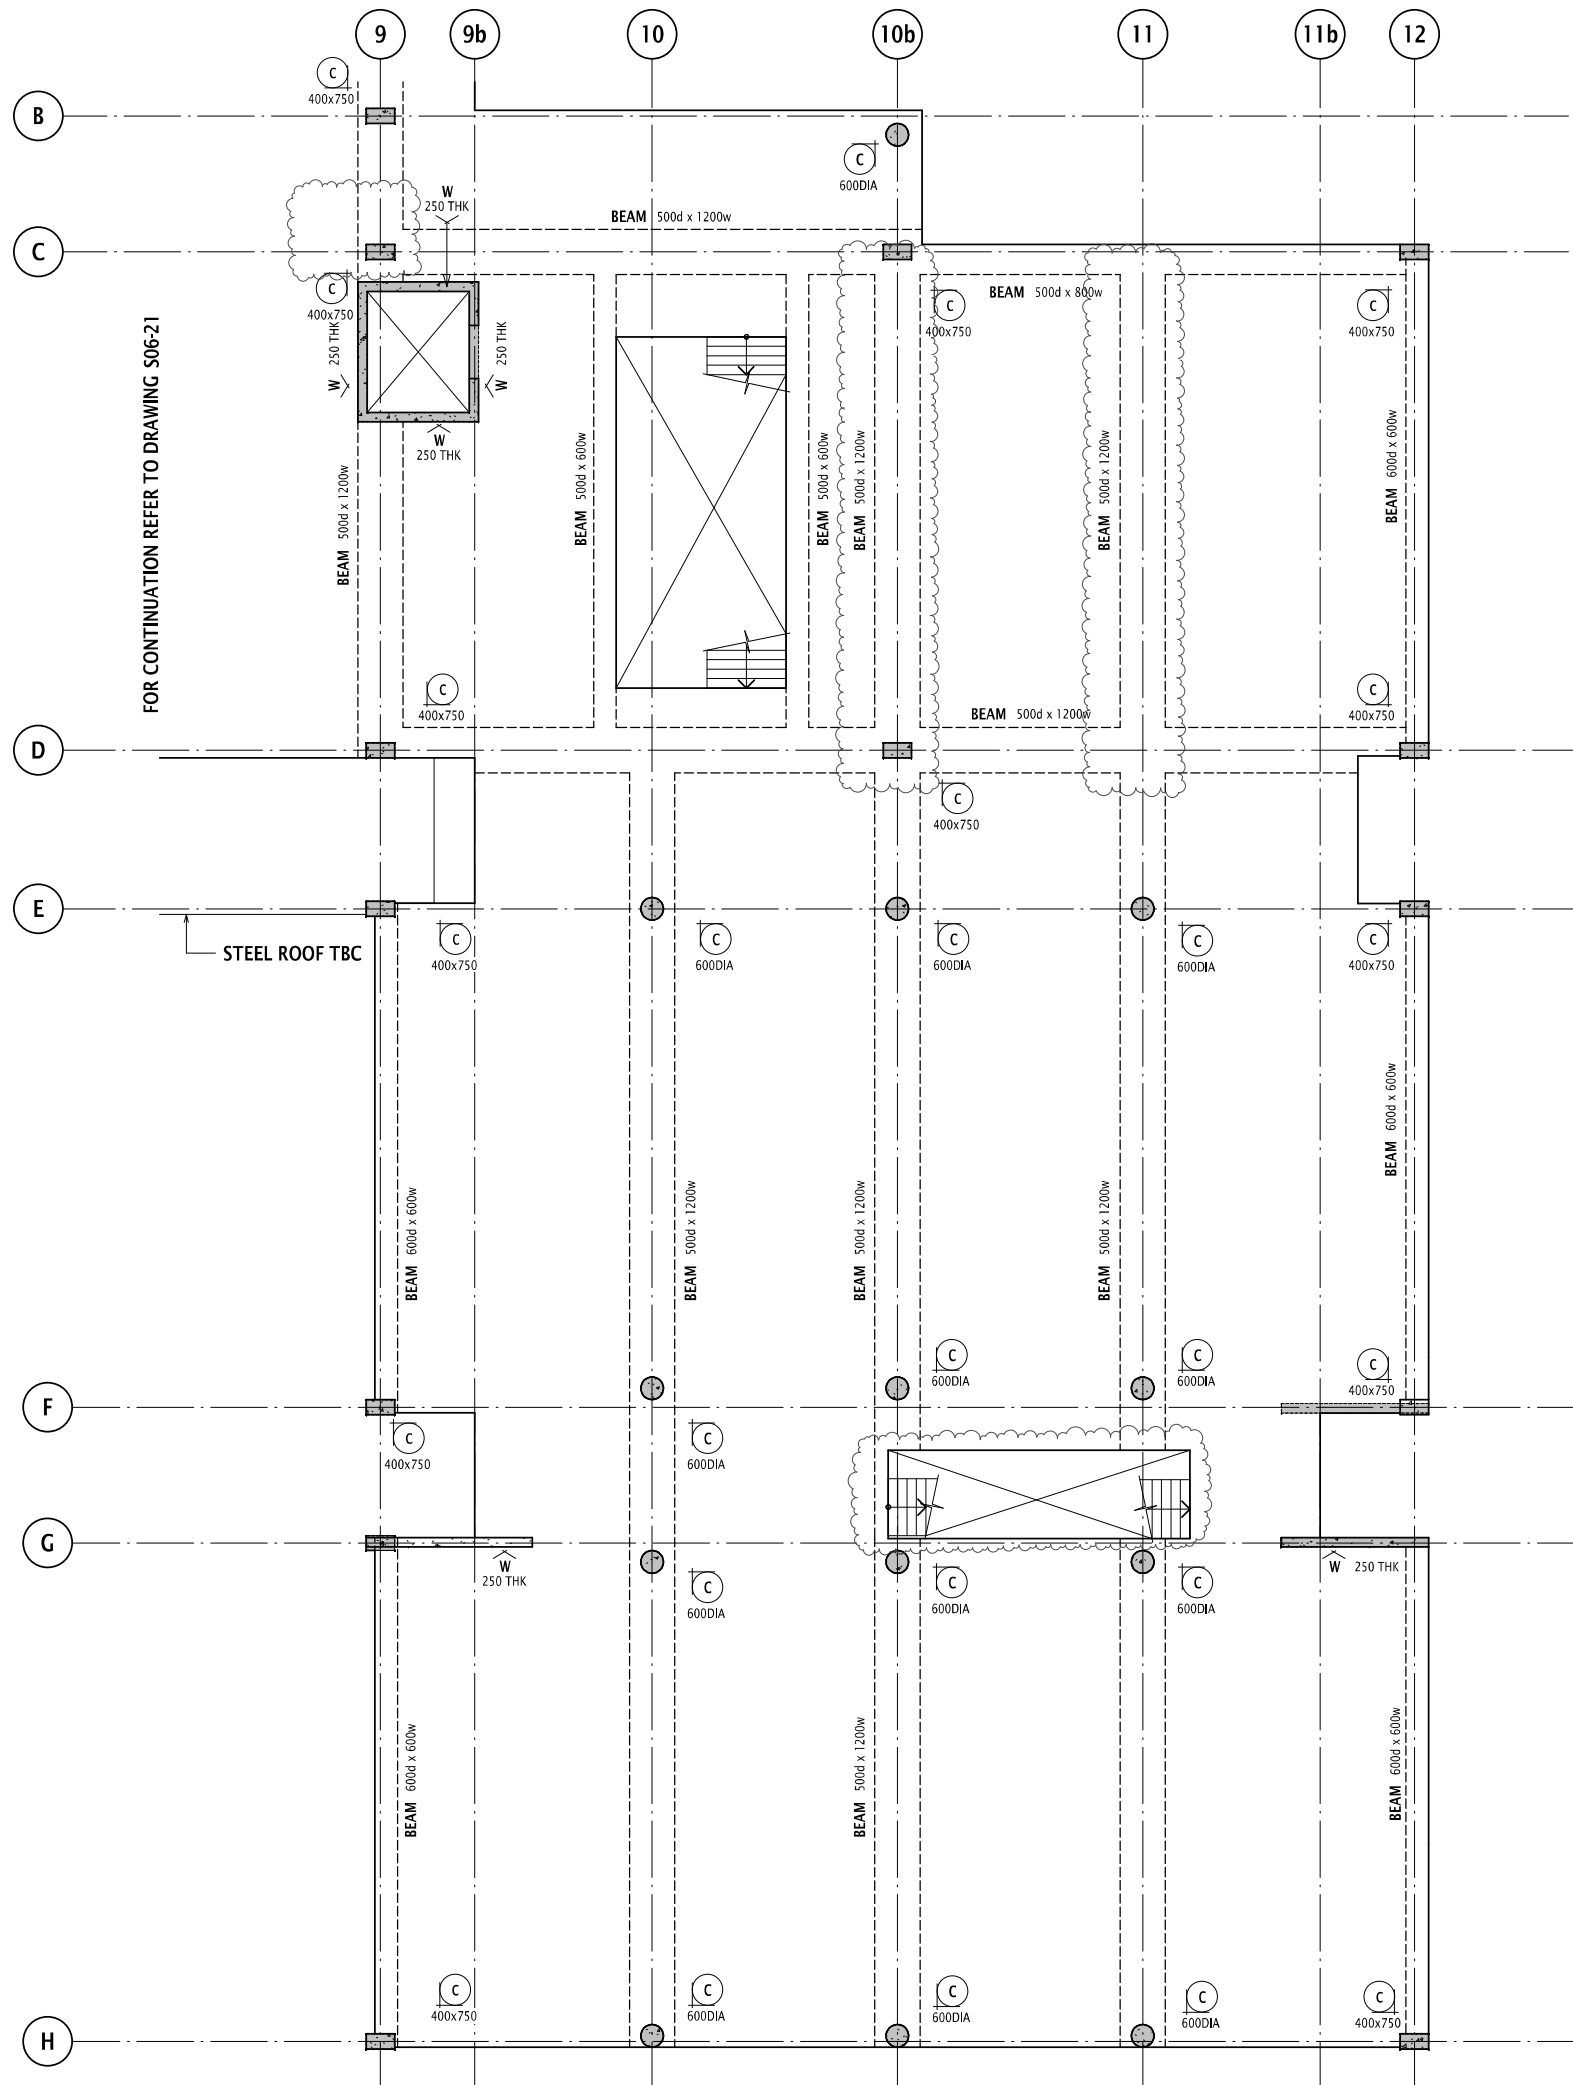 9 9b 10 10b 11 11b 12
C
400x750
B
C
600DIA
W
250 THK
BEAM 500d x 1200w
C
C
400x750
C
400x750
BEAM 500d x 800w
C
400x750
FOR CONTINUATION REFER TO DRAWING S06-21
W 250 THK
W 250 THK
W
250 THK
BEAM 500d x 1200w
BEAM 500d x 600w
BEAM 500d x 600w
BEAM 500d x 1200w
BEAM 500d x 1200w
BEAM 600d x 600w
C
400x750
BEAM 500d x 1200w
C
400x750
D
C
400x750
E
STEEL ROOF TBC
C
400x750
C
600DIA
C
600DIA
C
600DIA
C
400x750
BEAM 600d x 600w
BEAM 500d x 1200w
BEAM 500d x 1200w
BEAM 500d x 1200w
BEAM 600d x 600w
C
600DIA
C
600DIA
C
400x750
F
C
400x750
C
600DIA
G
W
250 THK
C
600DIA
C
600DIA
C
600DIA
W 250 THK
BEAM 600d x 600w
BEAM 500d x 1200w
BEAM 600d x 600w
C
400x750
C
600DIA
C
600DIA
C
600DIA
C
400x750
H